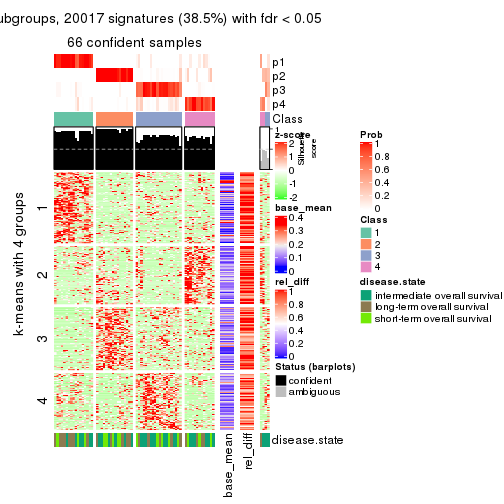 ubgroups, 20017 signatures (38.5%) with fdr < 0.05
66 confident samples
p1
p2
p3
p4
Class
z-score
2
1
0
-1
-2
Silhouette
score
1
Prob
1
0.8
0.6
0.4
0.2
0
k-means with 4 groups
1
2
3
4
base_mean
0.4
0.3
0.2
0.1
0
Class
1
2
3
4
rel_diff
1
0.8
0.6
0.4
0.2
0
disease.state
intermediate overall survival
long-term overall survival
short-term overall survival
Status (barplots)
confident
ambiguous
disease.state
base_mean
rel_diff